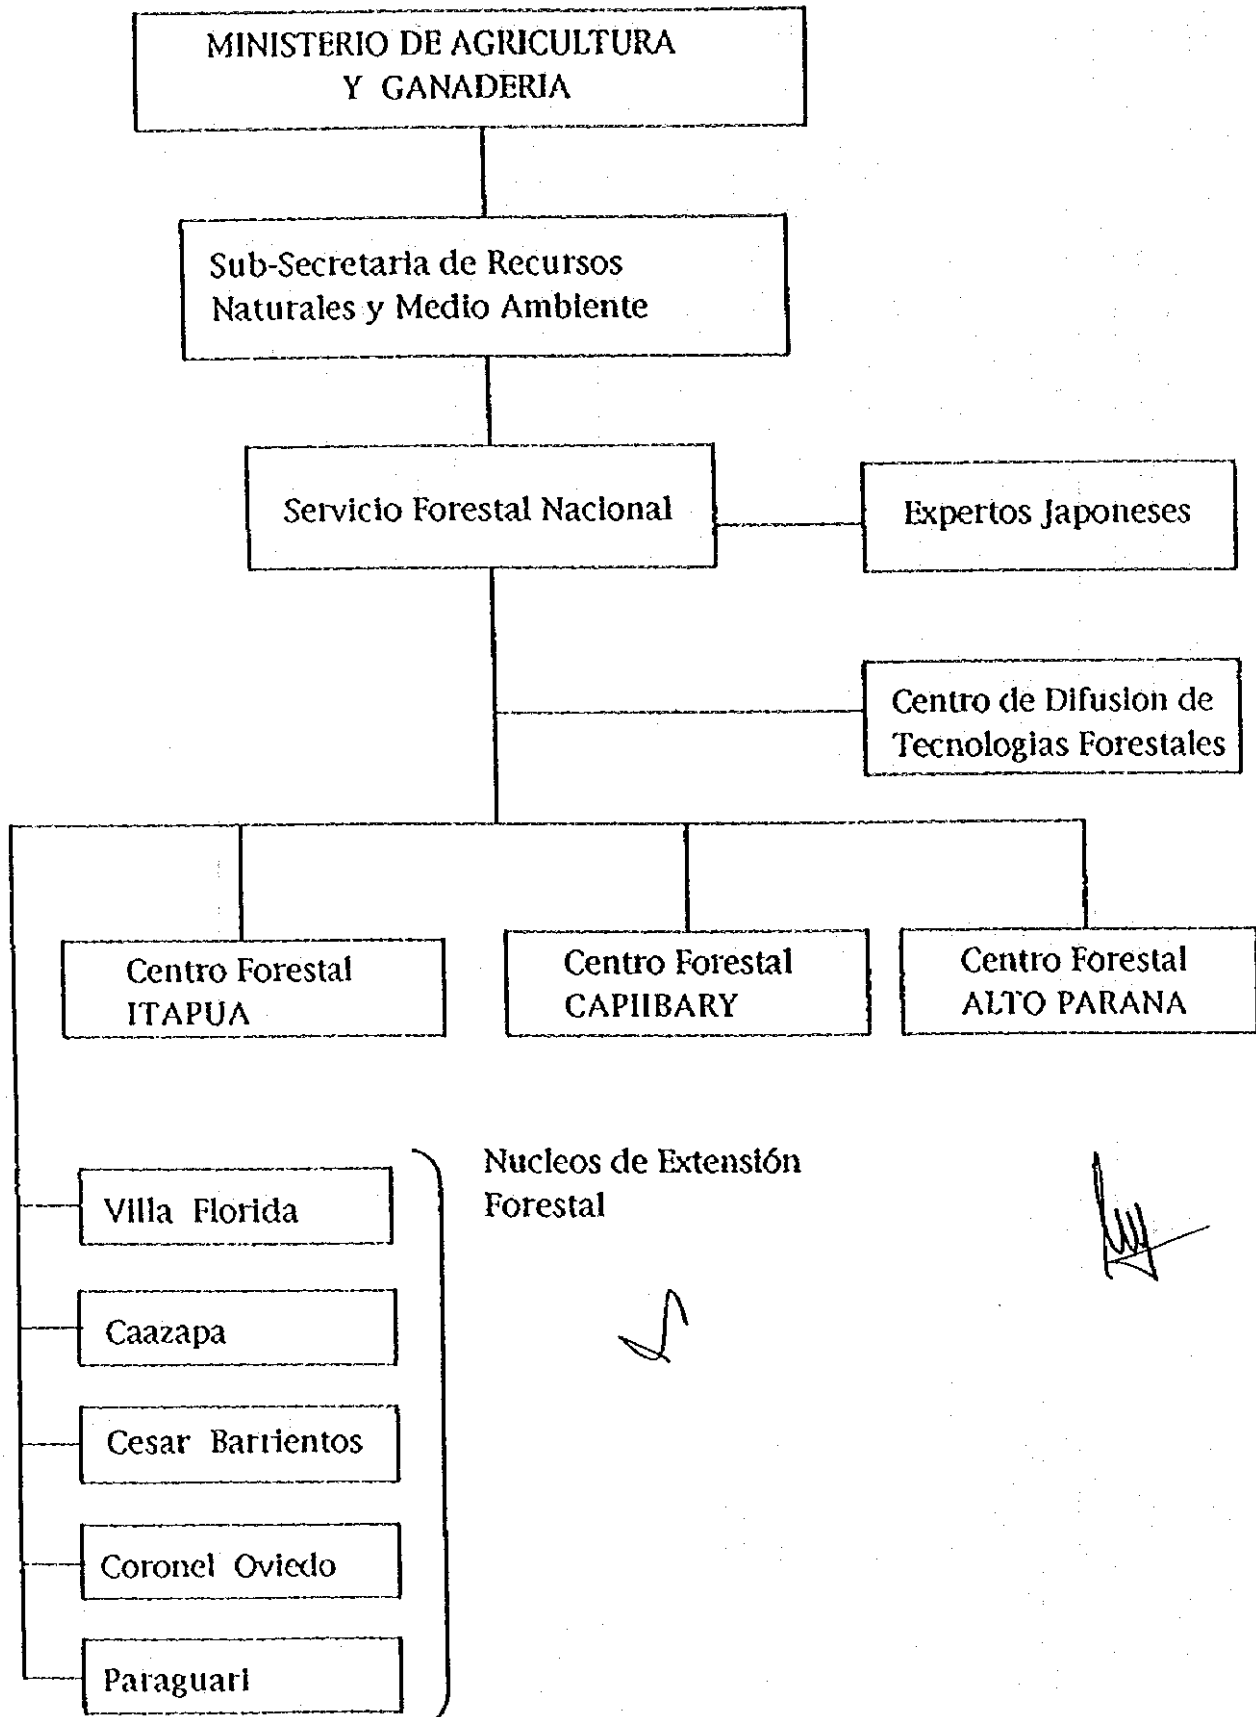 MINISTERIO DE AGRICULTURA
Y GANADERIA
Sub-Secretaria de Recursos
Naturales y Medio Ambiente
Servicio Forestal Nacional
Expertos Japoneses
Centro de Difusion de
Tecnologias Forestales
Centro Forestal
ITAPUA
Centro Forestal
CAPIIBARY
Centro Forestal
ALTO PARANA
Nucleos de Extensión
Forestal
Villa Florida
Caazapa
Cesar Barrientos
Coronel Oviedo
Paraguari